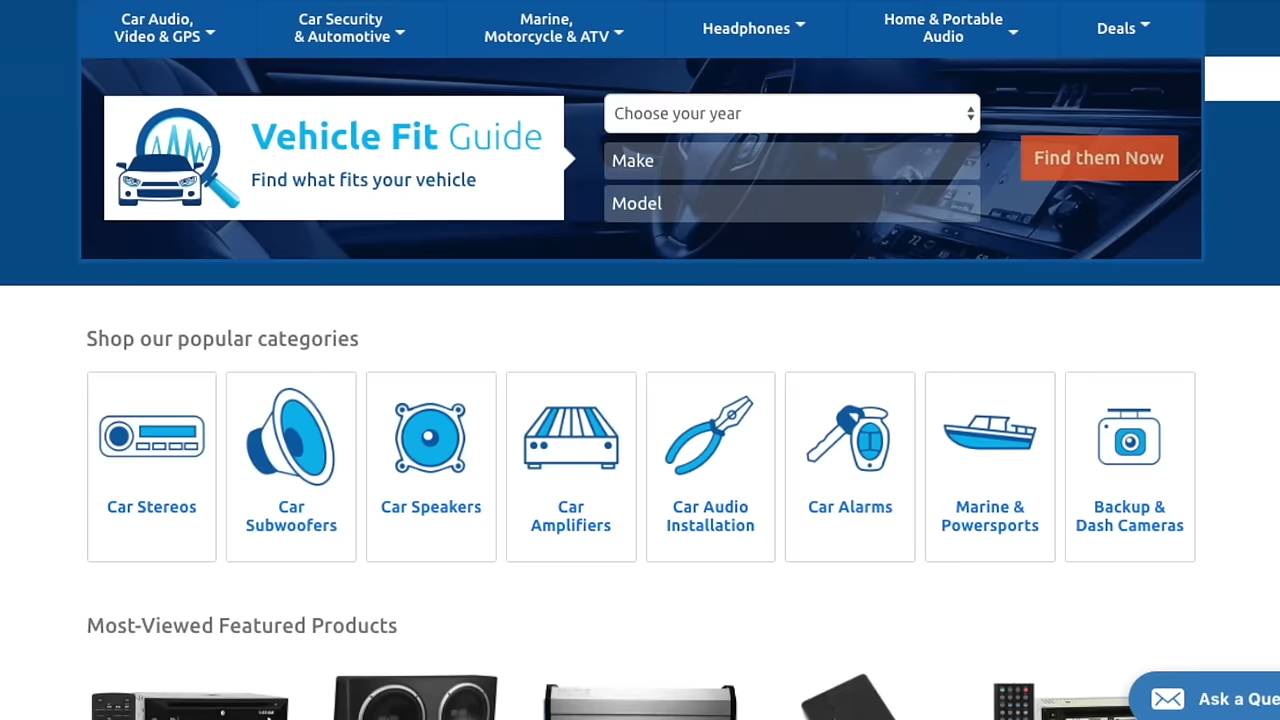 Car Audio,
Video & GPS
Car Security
& Automotive
Marine,
Motorcycle & ATV
Headphones
Home & Portable
Audio
Deals
Vehicle Fit Guide
Find what fits your vehicle
Choose your year
Make
Model
Find them Now
Shop our popular categories
Car Stereos
Car
Subwoofers
Car Speakers
Car
Amplifiers
Car Audio
Installation
Car Alarms
Marine &
Powersports
Backup &
Dash Cameras
Most-Viewed Featured Products
Ask a Que